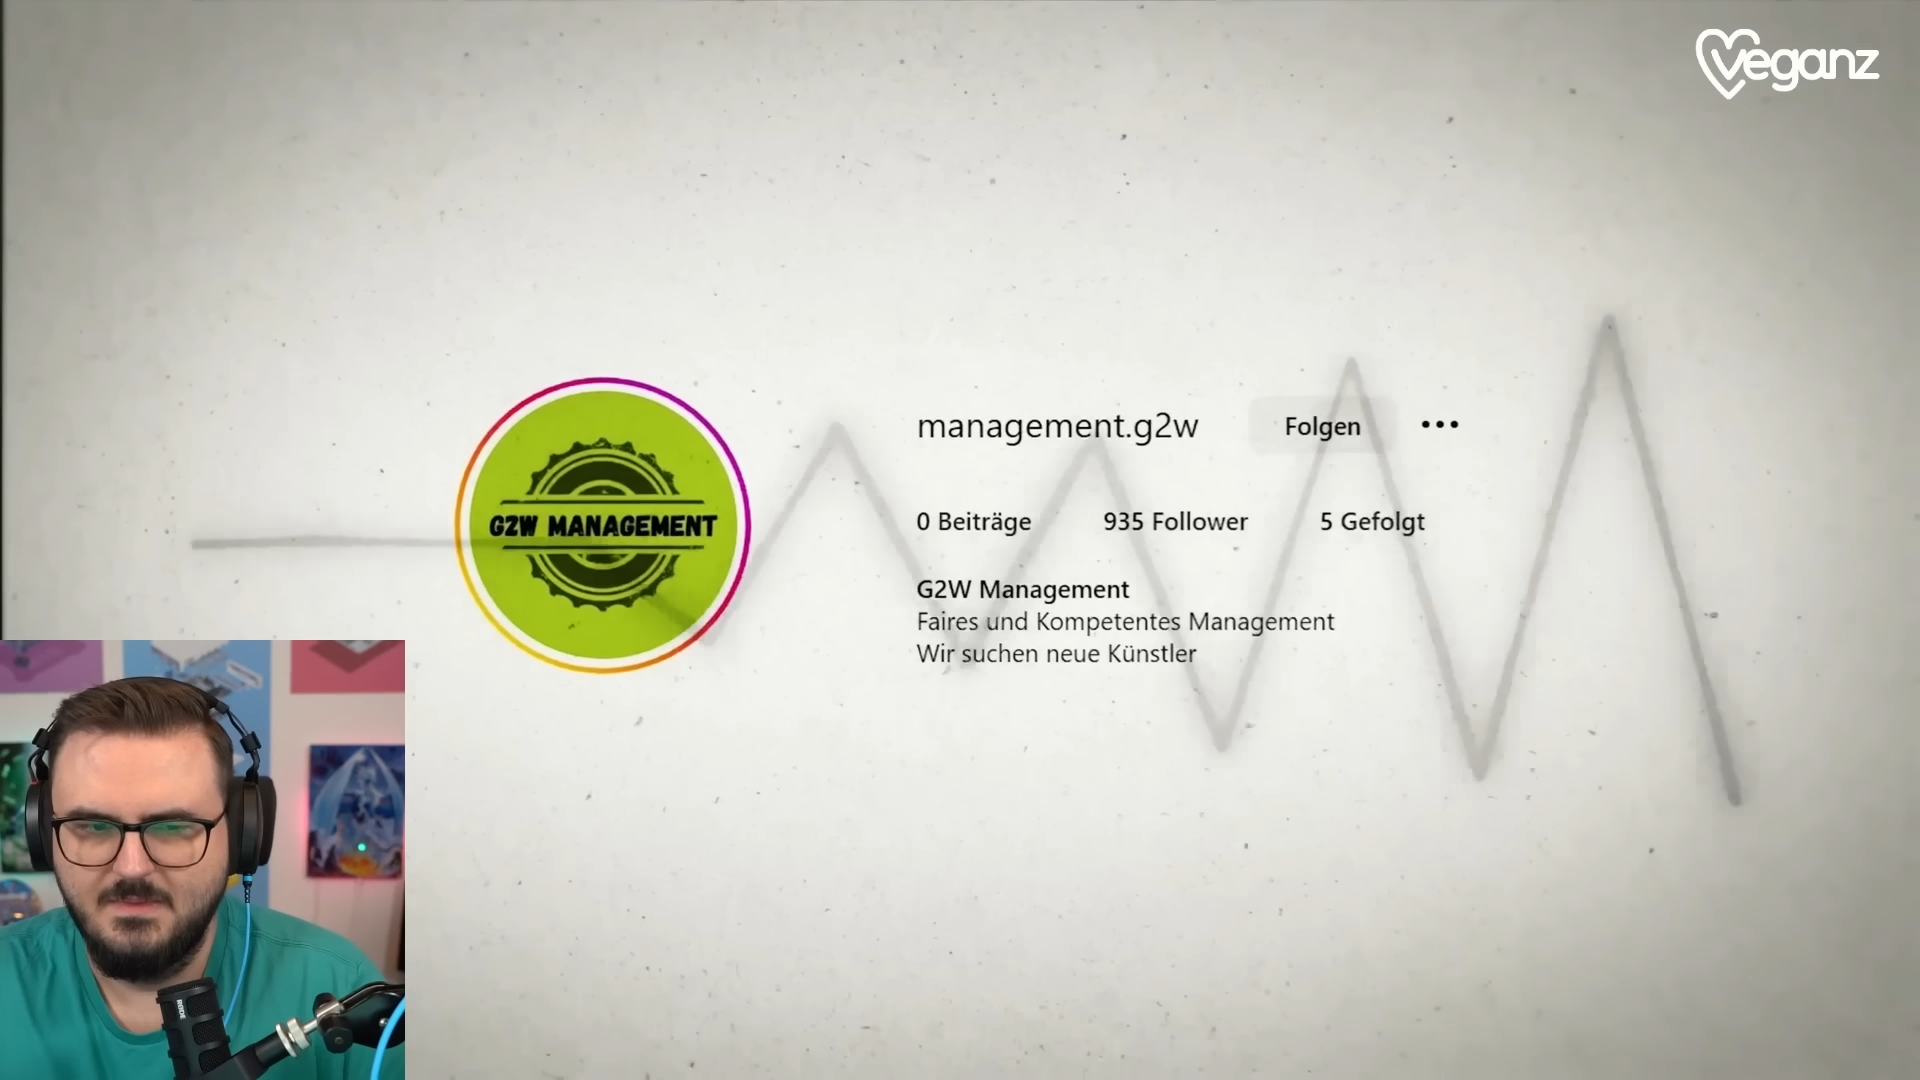 veganz
management.g2w Folgen
0 Beiträge 935 Follower 5 Gefolgt
G2W MANAGEMENT
G2W Management
Faires und Kompetentes Management
Wir suchen neue Künstler
RØDE